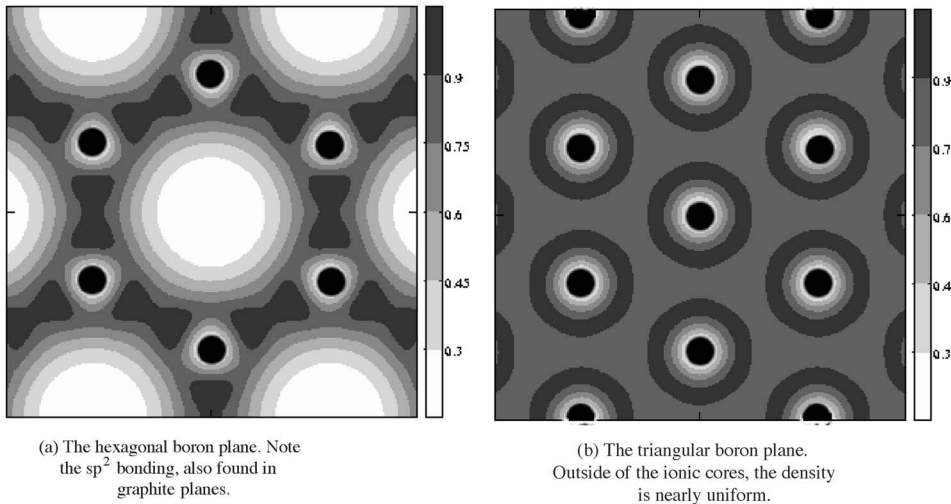 0.9
0.75
0.6
0.45
0.3
0.9
0.7
0.6
0.4
0.3
(a) The hexagonal boron plane. Note
the sp² bonding, also found in
graphite planes.
(b) The triangular boron plane.
Outside of the ionic cores, the density
is nearly uniform.